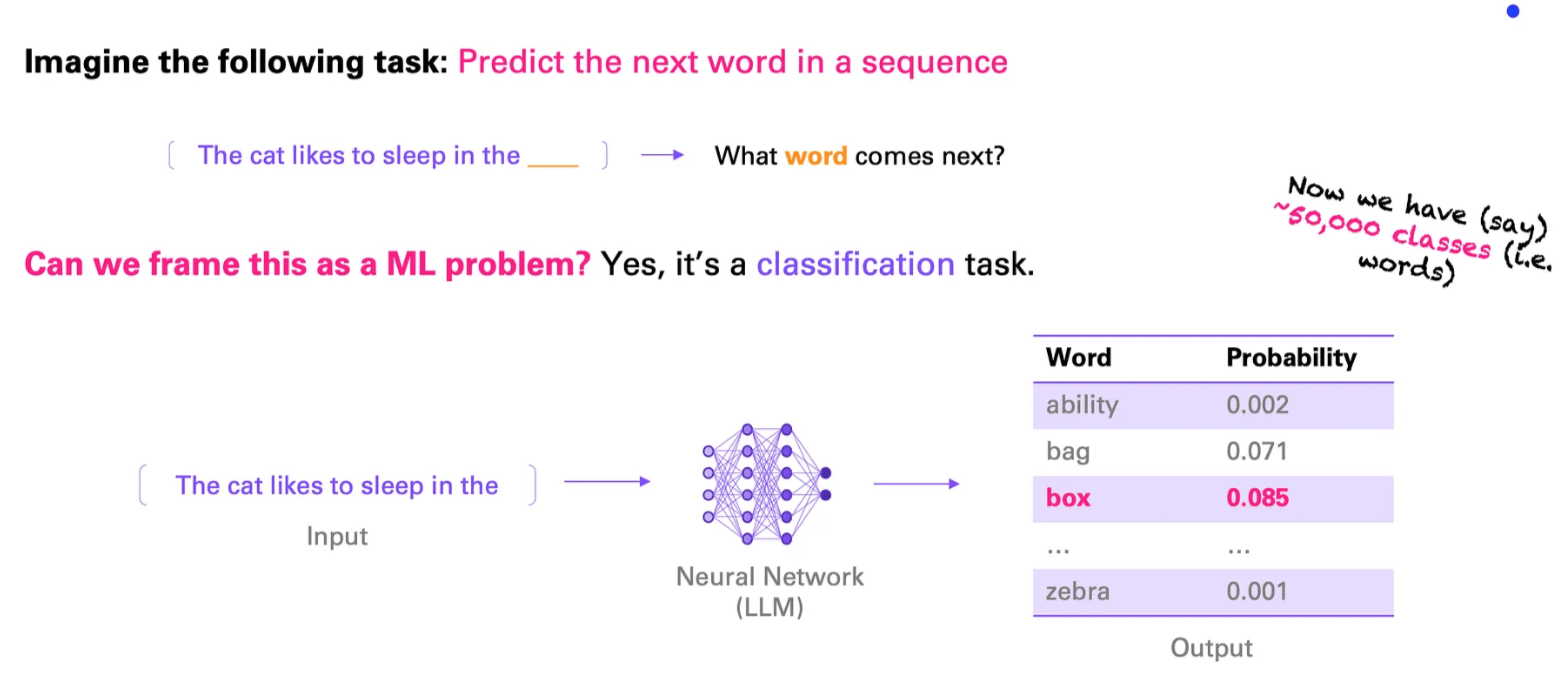 Imagine the following task: Predict the next word in a sequence
[ The cat likes to sleep in the ____ ] → What word comes next?
Now we have (say)
~50,000 classes (i.e.
words)
Can we frame this as a ML problem? Yes, it's a classification task.
[ The cat likes to sleep in the ]
Input
Neural Network
(LLM)
Word Probability
ability 0.002
bag 0.071
box 0.085
... ...
zebra 0.001
Output